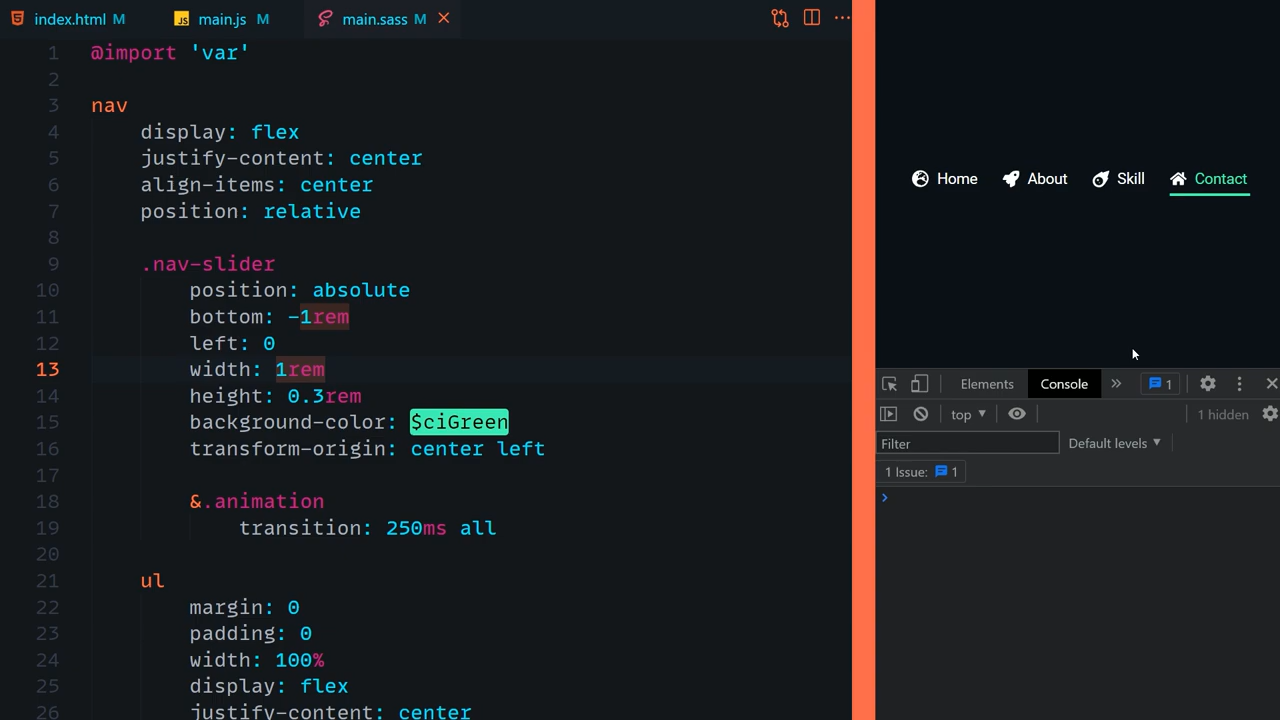 index.html M
JS main.js M
main.sass M
1 @import 'var'
2
3 nav
4 display: flex
5 justify-content: center
6 align-items: center
7 position: relative
8
9 .nav-slider
10 position: absolute
11 bottom: -1rem
12 left: 0
13 width: 1rem
14 height: 0.3rem
15 background-color: $ciGreen
16 transform-origin: center left
17
18 &.animation
19 transition: 250ms all
20
21 ul
22 margin: 0
23 padding: 0
24 width: 100%
25 display: flex
26 justify-content: center
Home About Skill Contact
Elements Console » 1
top 1 hidden
Filter Default levels
1 Issue: 1